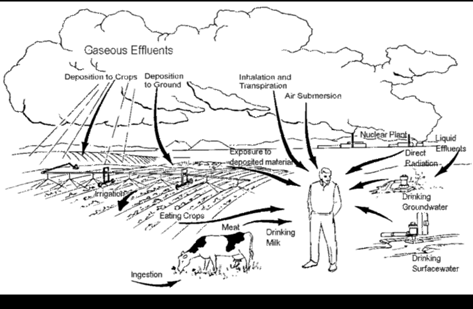 Gaseous Effluents
Deposition to Crops
Deposition
to Ground
Inhalation and
Transpiration
Air Submersion
Nuclear Plant
Liquid
Effluents
Direct
Radiation
Exposure to
deposited material
Irrigation
Drinking
Groundwater
Eating Crops
Meat
Drinking
Milk
Drinking
Surfacewater
Ingestion